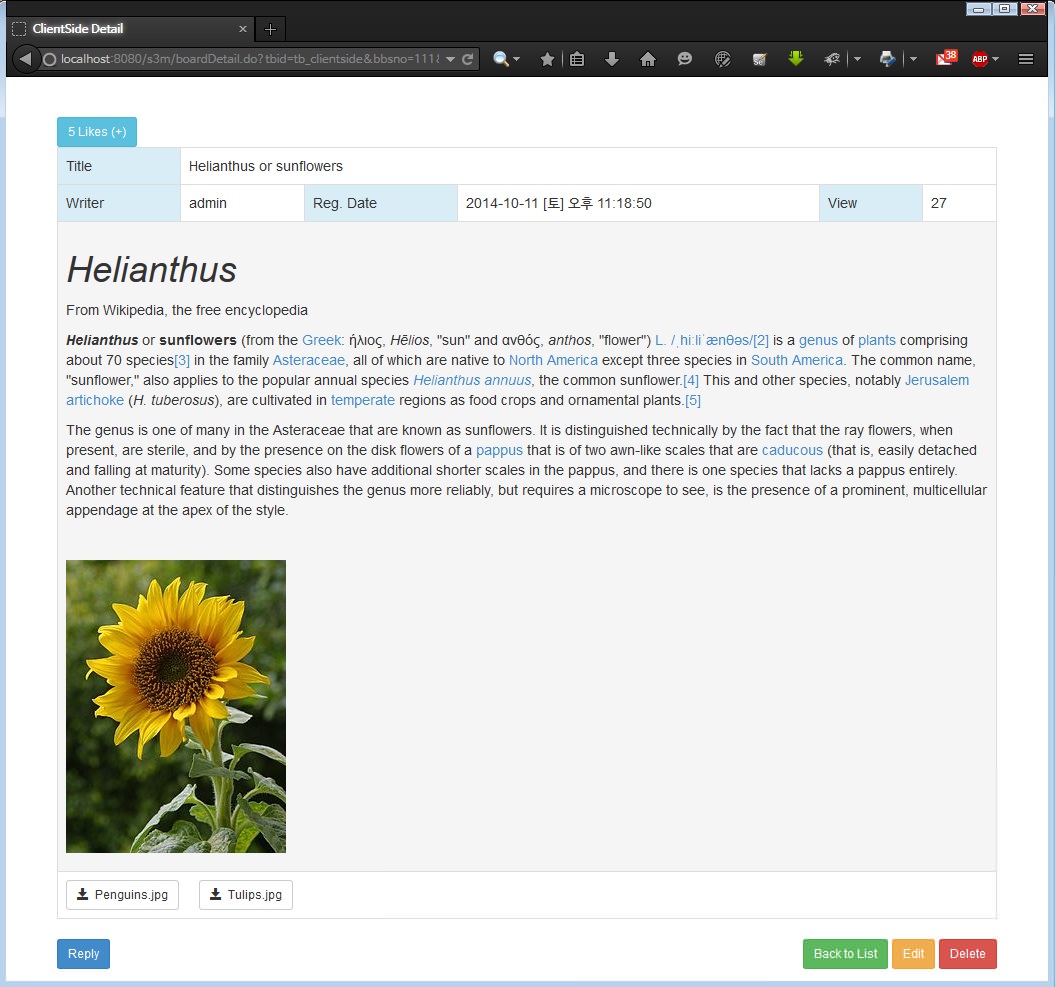 ClientSide Detail
localhost:8080/s3m/boardDetail.do?tbid=tb_clientside&bbsno=111&
38
ABP
5 Likes (+)
Title Helianthus or sunflowers
Writer admin Reg. Date 2014-10-11 [토] 오후 11:18:50 View 27
Helianthus
From Wikipedia, the free encyclopedia
Helianthus or sunflowers (from the Greek: ήλιος, Hēlios, "sun" and ανθός, anthos, "flower") L. /ˌhiːliˈænθəs/[2] is a genus of plants comprising
about 70 species[3] in the family Asteraceae, all of which are native to North America except three species in South America. The common name,
"sunflower," also applies to the popular annual species Helianthus annuus, the common sunflower.[4] This and other species, notably Jerusalem
artichoke (H. tuberosus), are cultivated in temperate regions as food crops and ornamental plants.[5]
The genus is one of many in the Asteraceae that are known as sunflowers. It is distinguished technically by the fact that the ray flowers, when
present, are sterile, and by the presence on the disk flowers of a pappus that is of two awn-like scales that are caducous (that is, easily detached
and falling at maturity). Some species also have additional shorter scales in the pappus, and there is one species that lacks a pappus entirely.
Another technical feature that distinguishes the genus more reliably, but requires a microscope to see, is the presence of a prominent, multicellular
appendage at the apex of the style.
Penguins.jpg Tulips.jpg
Reply Back to List Edit Delete